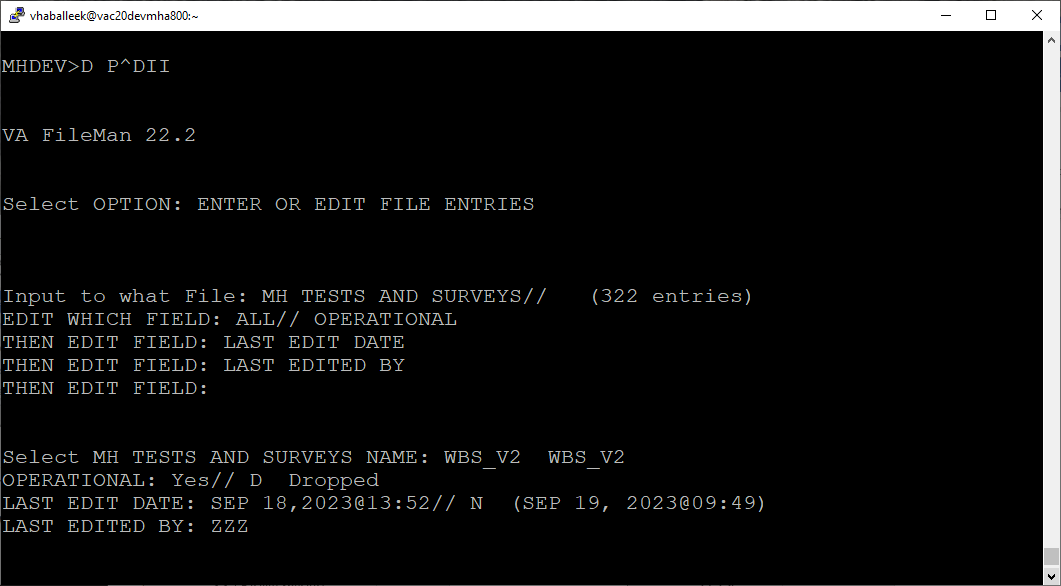 vhaballeek@vac20devmha800:~
MHDEV>D P^DII
VA FileMan 22.2
Select OPTION: ENTER OR EDIT FILE ENTRIES
Input to what File: MH TESTS AND SURVEYS//   (322 entries)
EDIT WHICH FIELD: ALL// OPERATIONAL
THEN EDIT FIELD: LAST EDIT DATE
THEN EDIT FIELD: LAST EDITED BY
THEN EDIT FIELD:
Select MH TESTS AND SURVEYS NAME: WBS_V2  WBS_V2
OPERATIONAL: Yes// D  Dropped
LAST EDIT DATE: SEP 18,2023@13:52// N  (SEP 19, 2023@09:49)
LAST EDITED BY: ZZZ